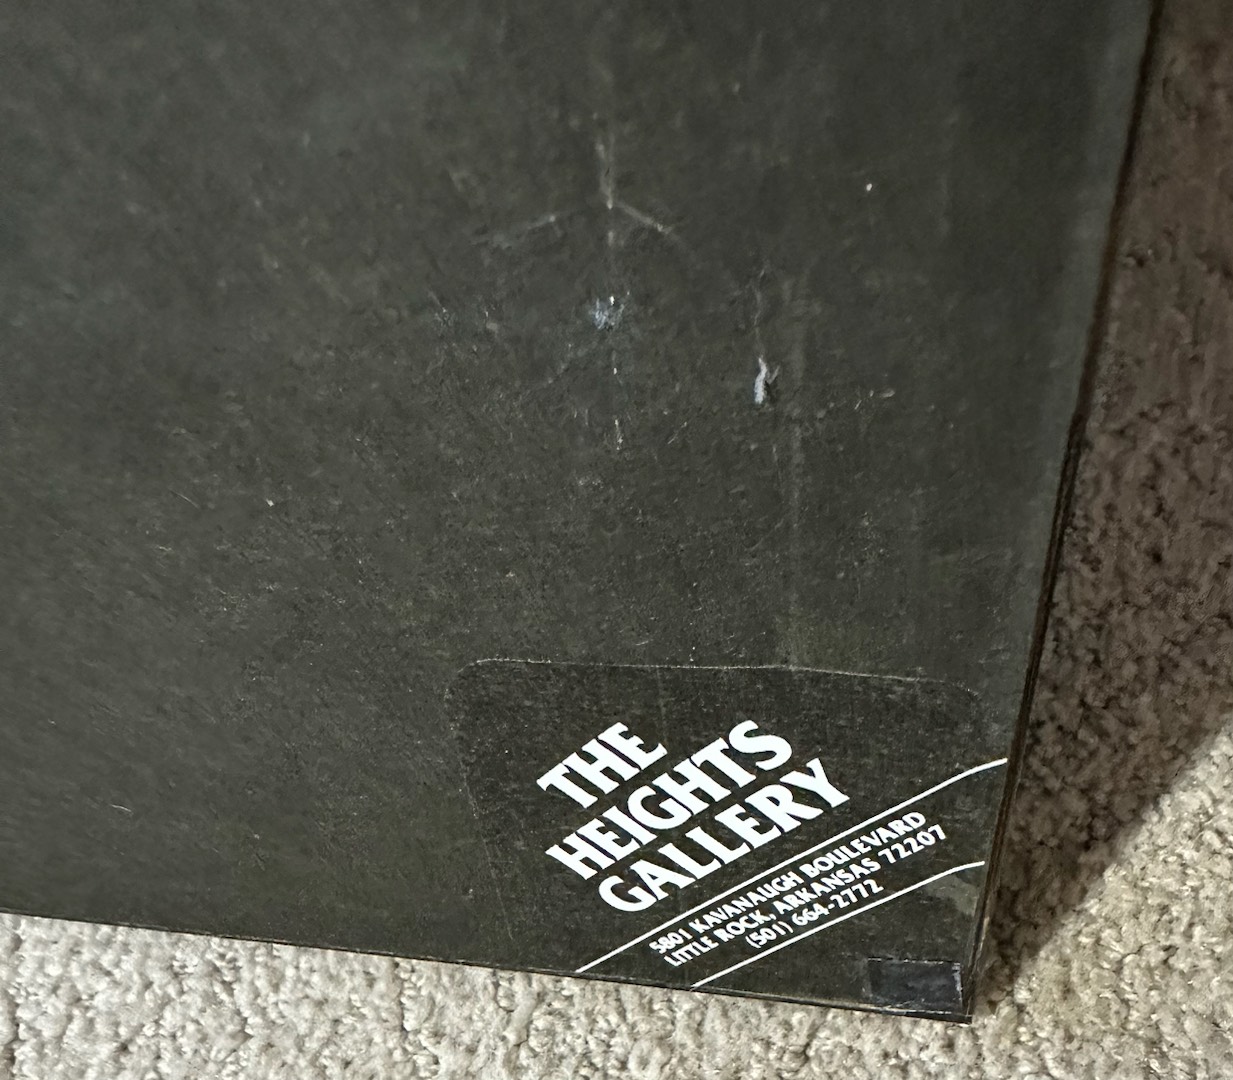 THE
HEIGHTS
GALLERY
5801 KAVANAUGH BOULEVARD
LITTLE ROCK, ARKANSAS 72207
(501) 664-2772